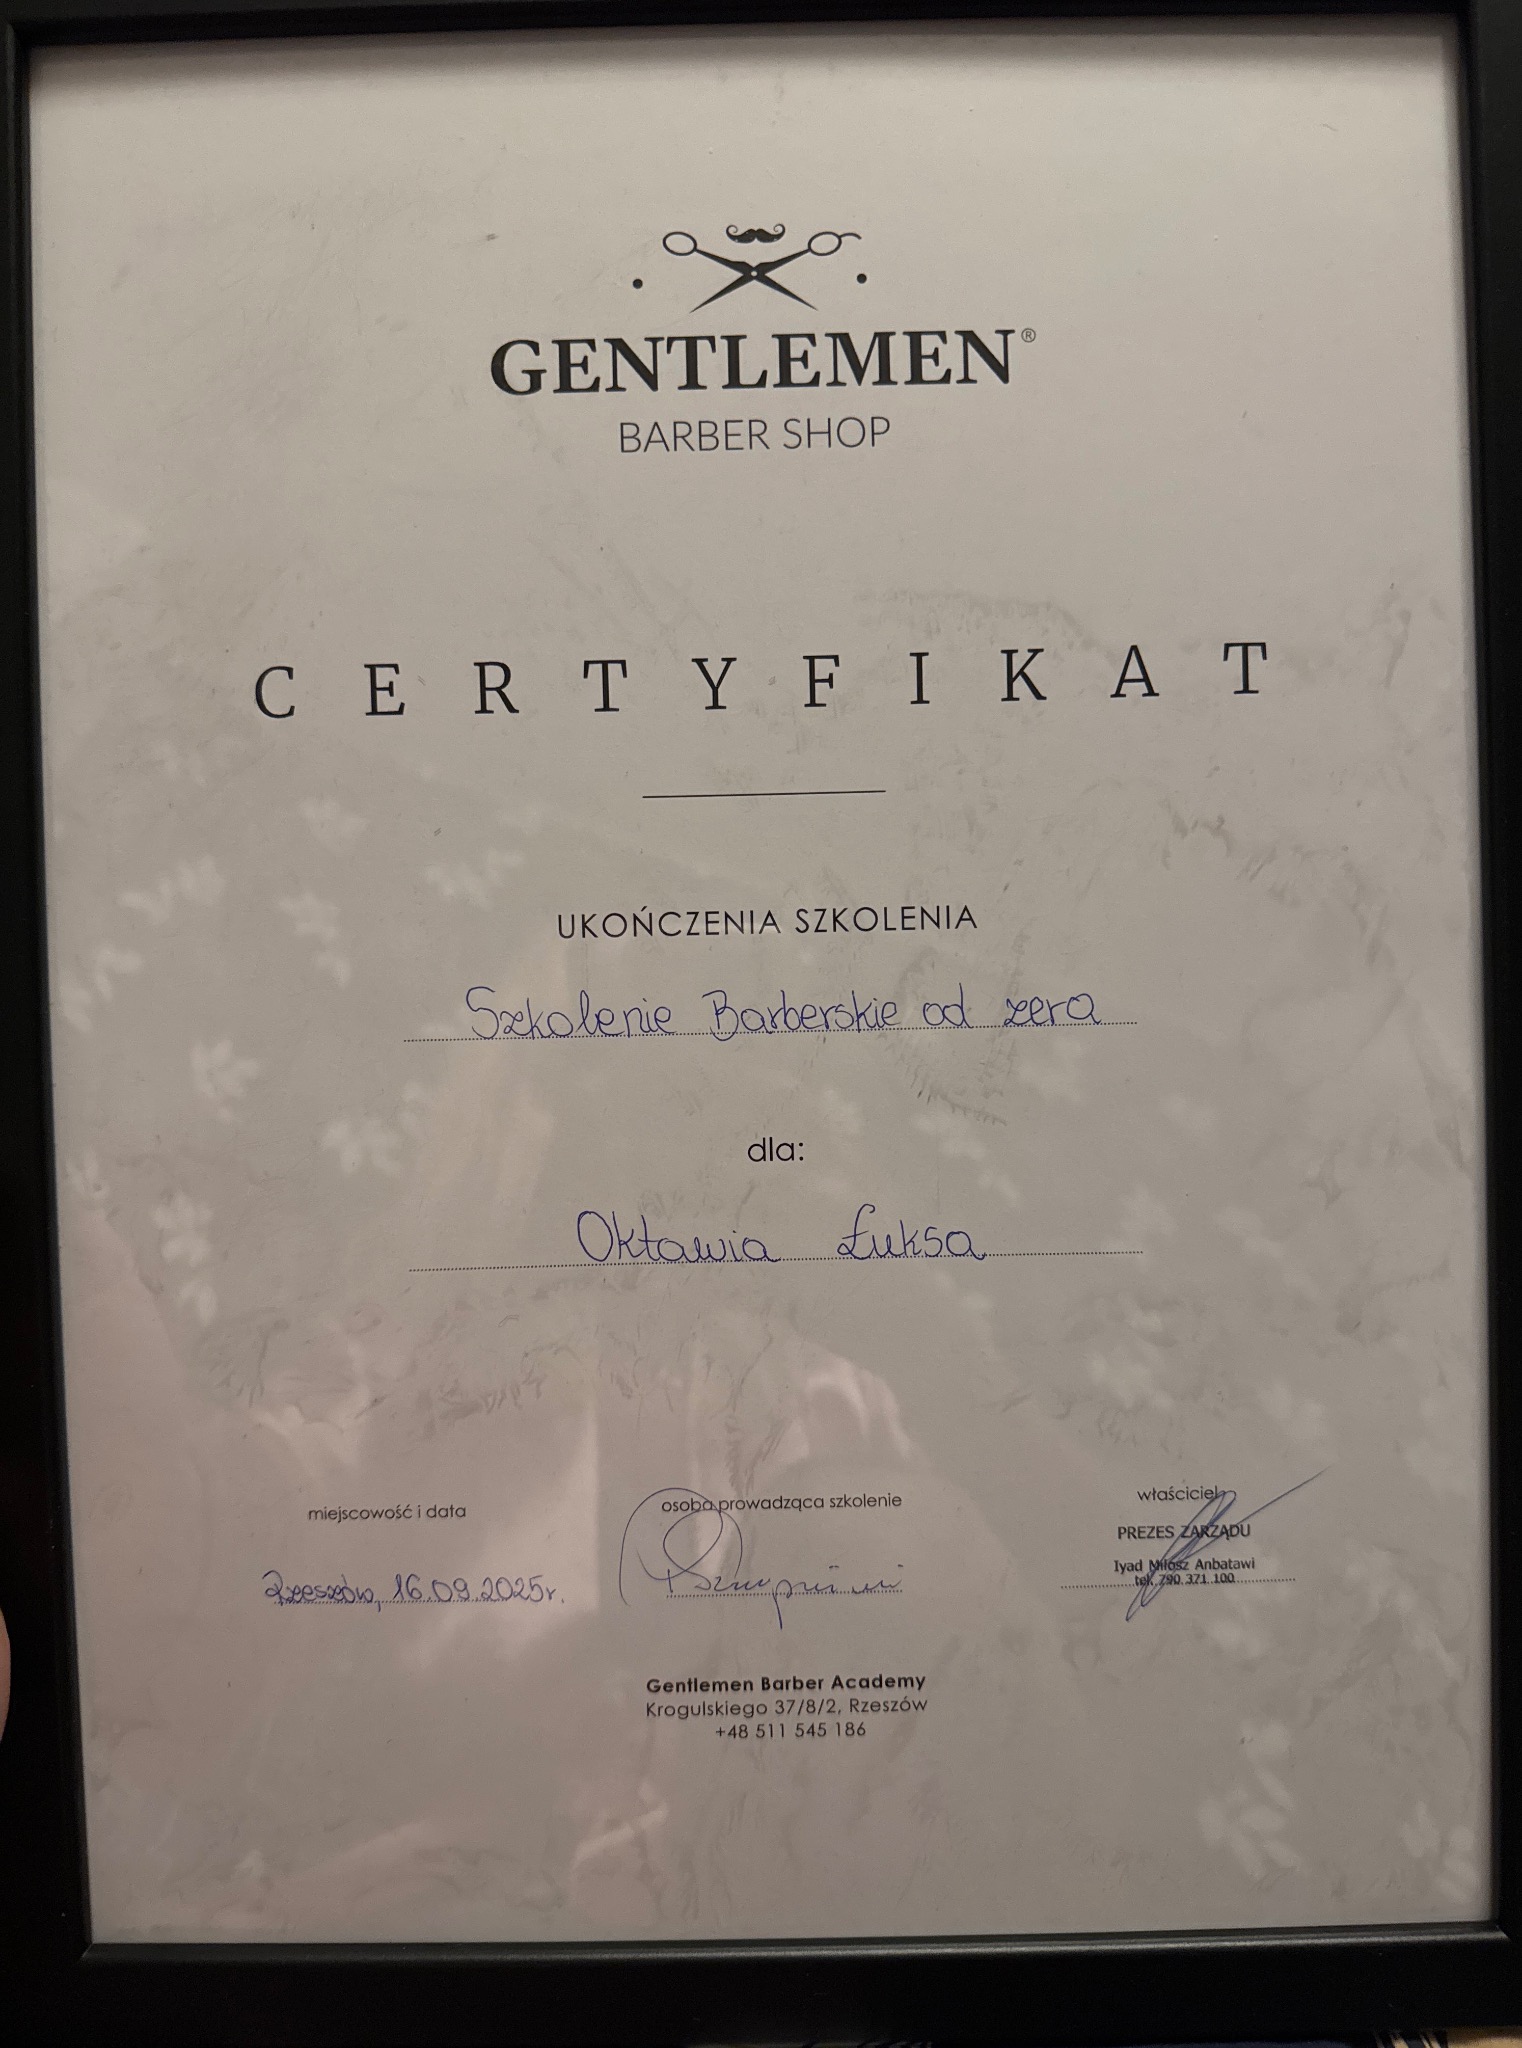 GENTLEMEN®
BARBER SHOP
CERTYFIKAT
UKOŃCZENIA SZKOLENIA
Szkolenie Barberskie od zera
dla:
Oktawia Łuksa
miejscowość i data
Rzeszów, 16.09.2025r.
osoba prowadząca szkolenie
właściciel
PREZES ZARZĄDU
Iyad Miłosz Anbatawi
tel. 790 371 100
Gentlemen Barber Academy
Krogulskiego 37/8/2, Rzeszów
+48 511 545 186